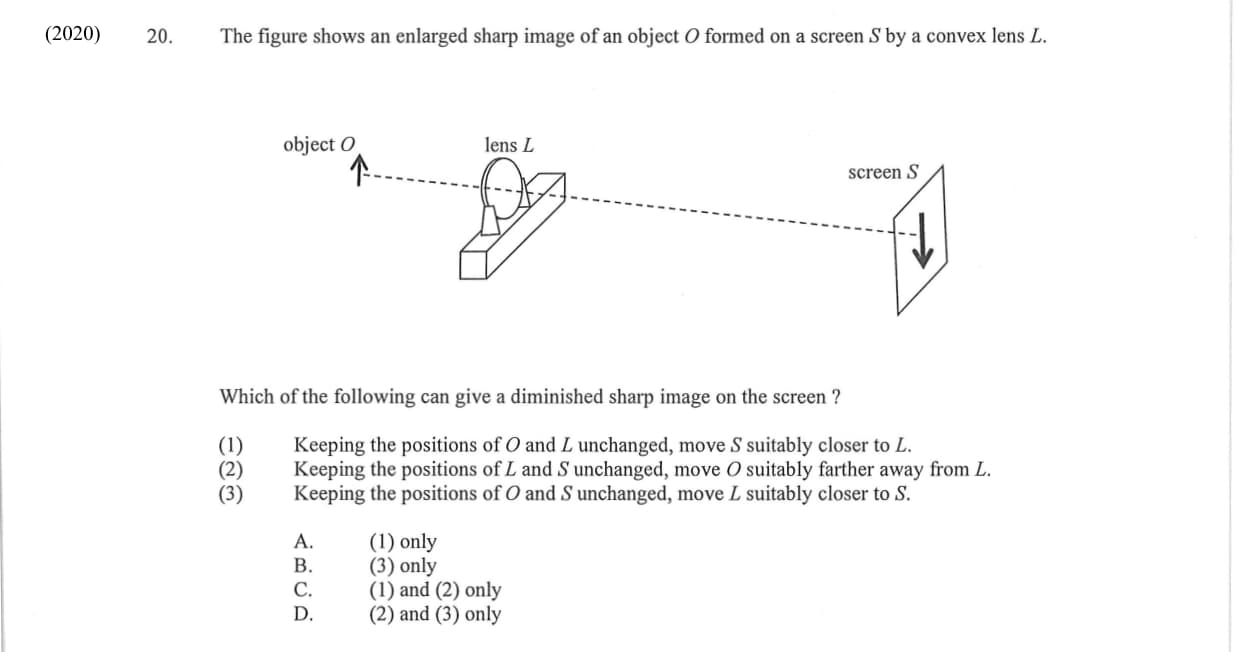 (2020) 20. The figure shows an enlarged sharp image of an object O formed on a screen S by a convex lens L.
object O
lens L
screen S
Which of the following can give a diminished sharp image on the screen ?
(1) Keeping the positions of O and L unchanged, move S suitably closer to L.
(2) Keeping the positions of L and S unchanged, move O suitably farther away from L.
(3) Keeping the positions of O and S unchanged, move L suitably closer to S.
A. (1) only
B. (3) only
C. (1) and (2) only
D. (2) and (3) only